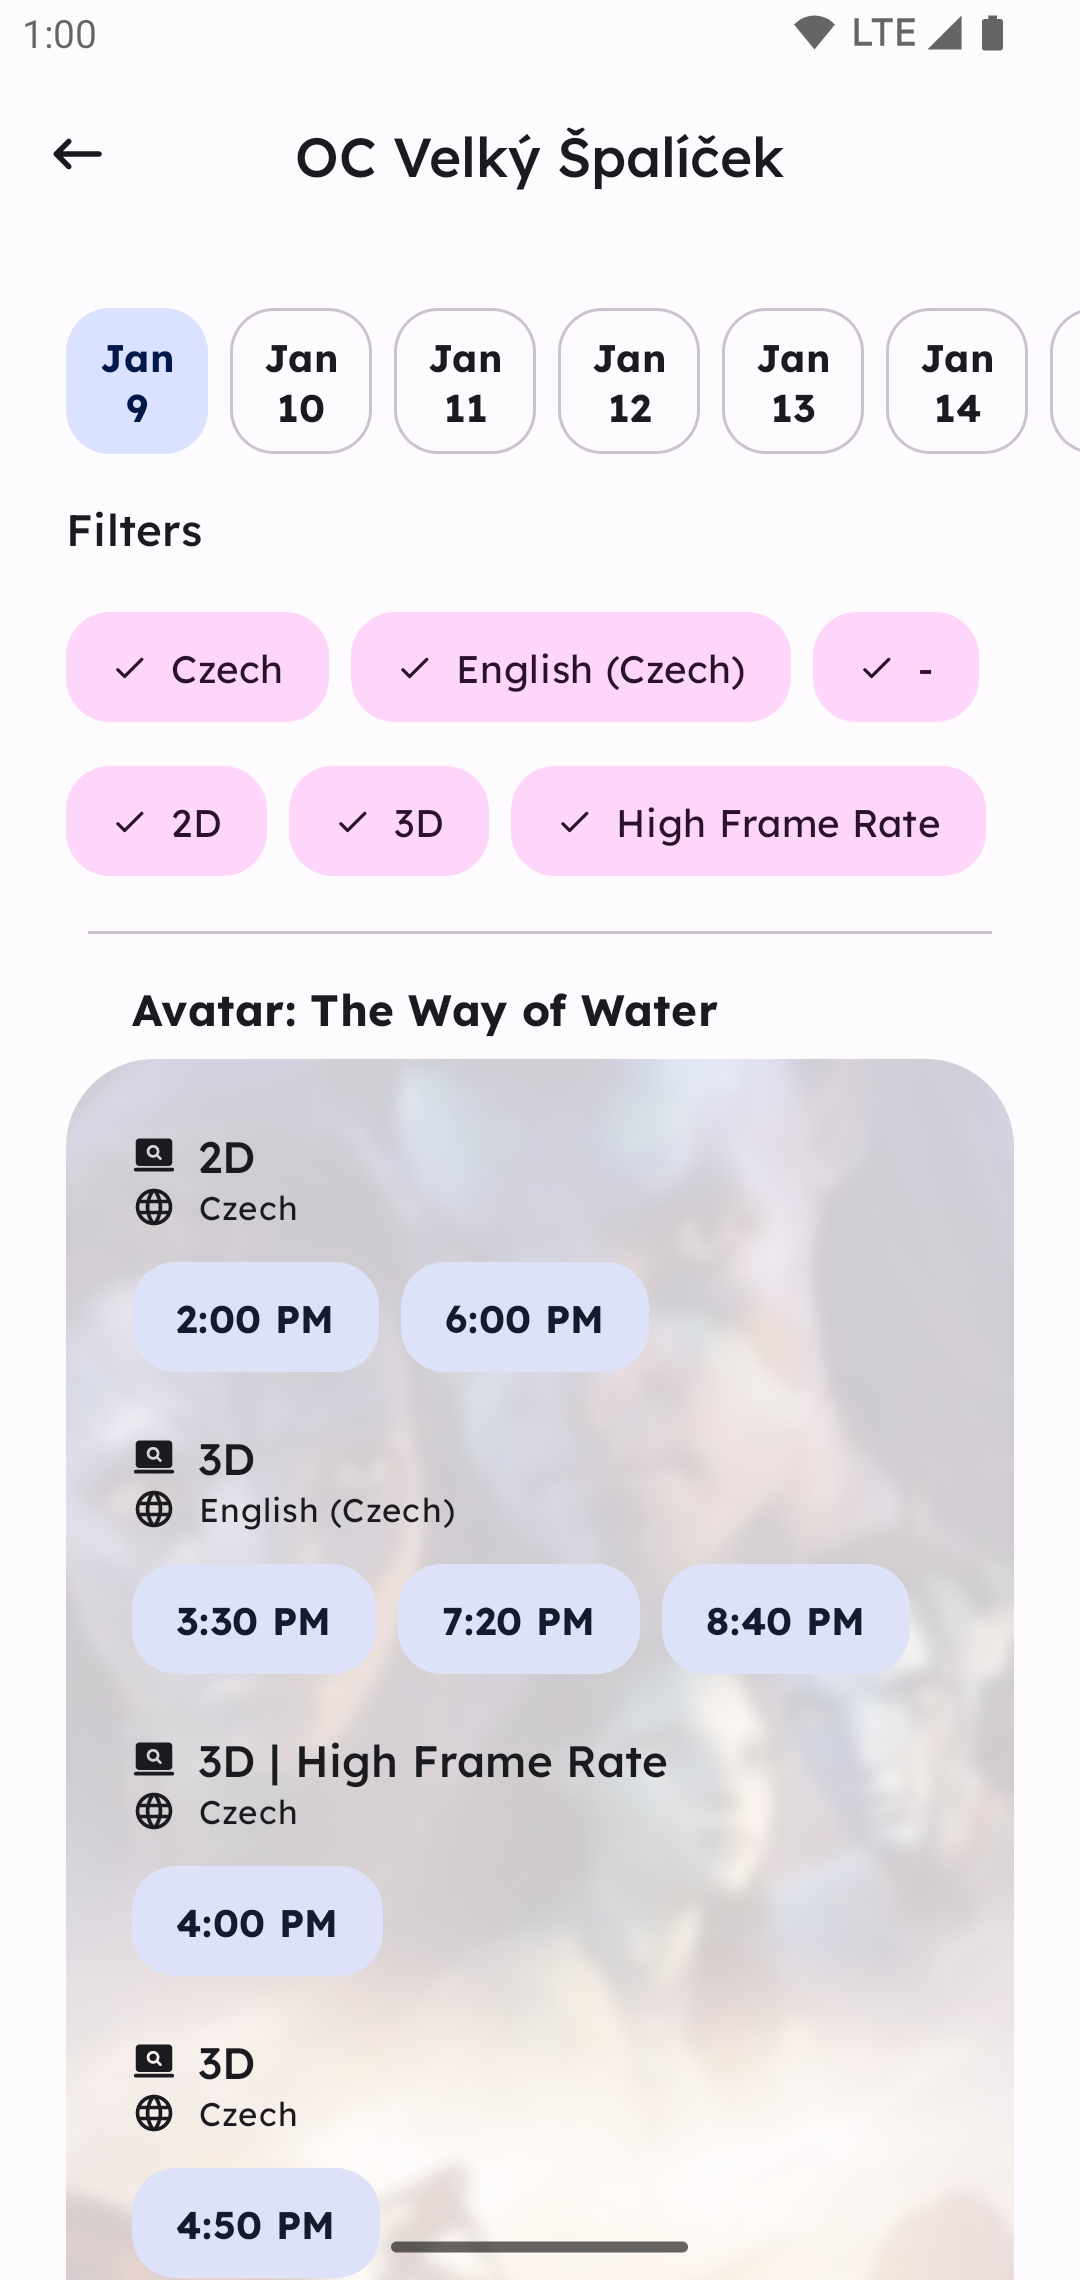 1:00 LTE
OC Velký Špalíček
Jan 9 Jan 10 Jan 11 Jan 12 Jan 13 Jan 14
Filters
Czech English (Czech) -
2D 3D High Frame Rate
Avatar: The Way of Water
2D
Czech
2:00 PM 6:00 PM
3D
English (Czech)
3:30 PM 7:20 PM 8:40 PM
3D | High Frame Rate
Czech
4:00 PM
3D
Czech
4:50 PM